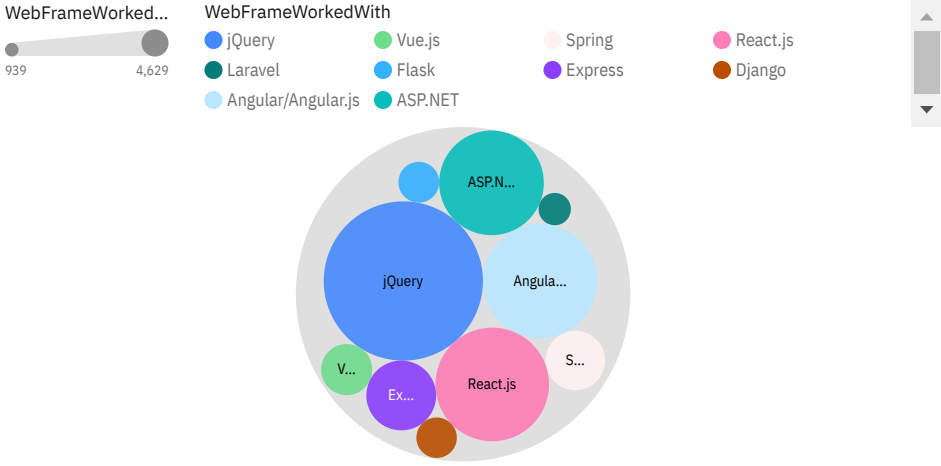 WebFrameWorked...
939 4,629
WebFrameWorkedWith
jQuery Vue.js Spring React.js
Laravel Flask Express Django
Angular/Angular.js ASP.NET
ASP.N...
jQuery
Angula...
S...
V...
React.js
Ex...